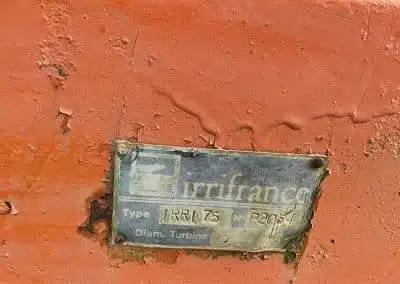 irrifrance
Type IRRI 75 N°
Diam. Turbine